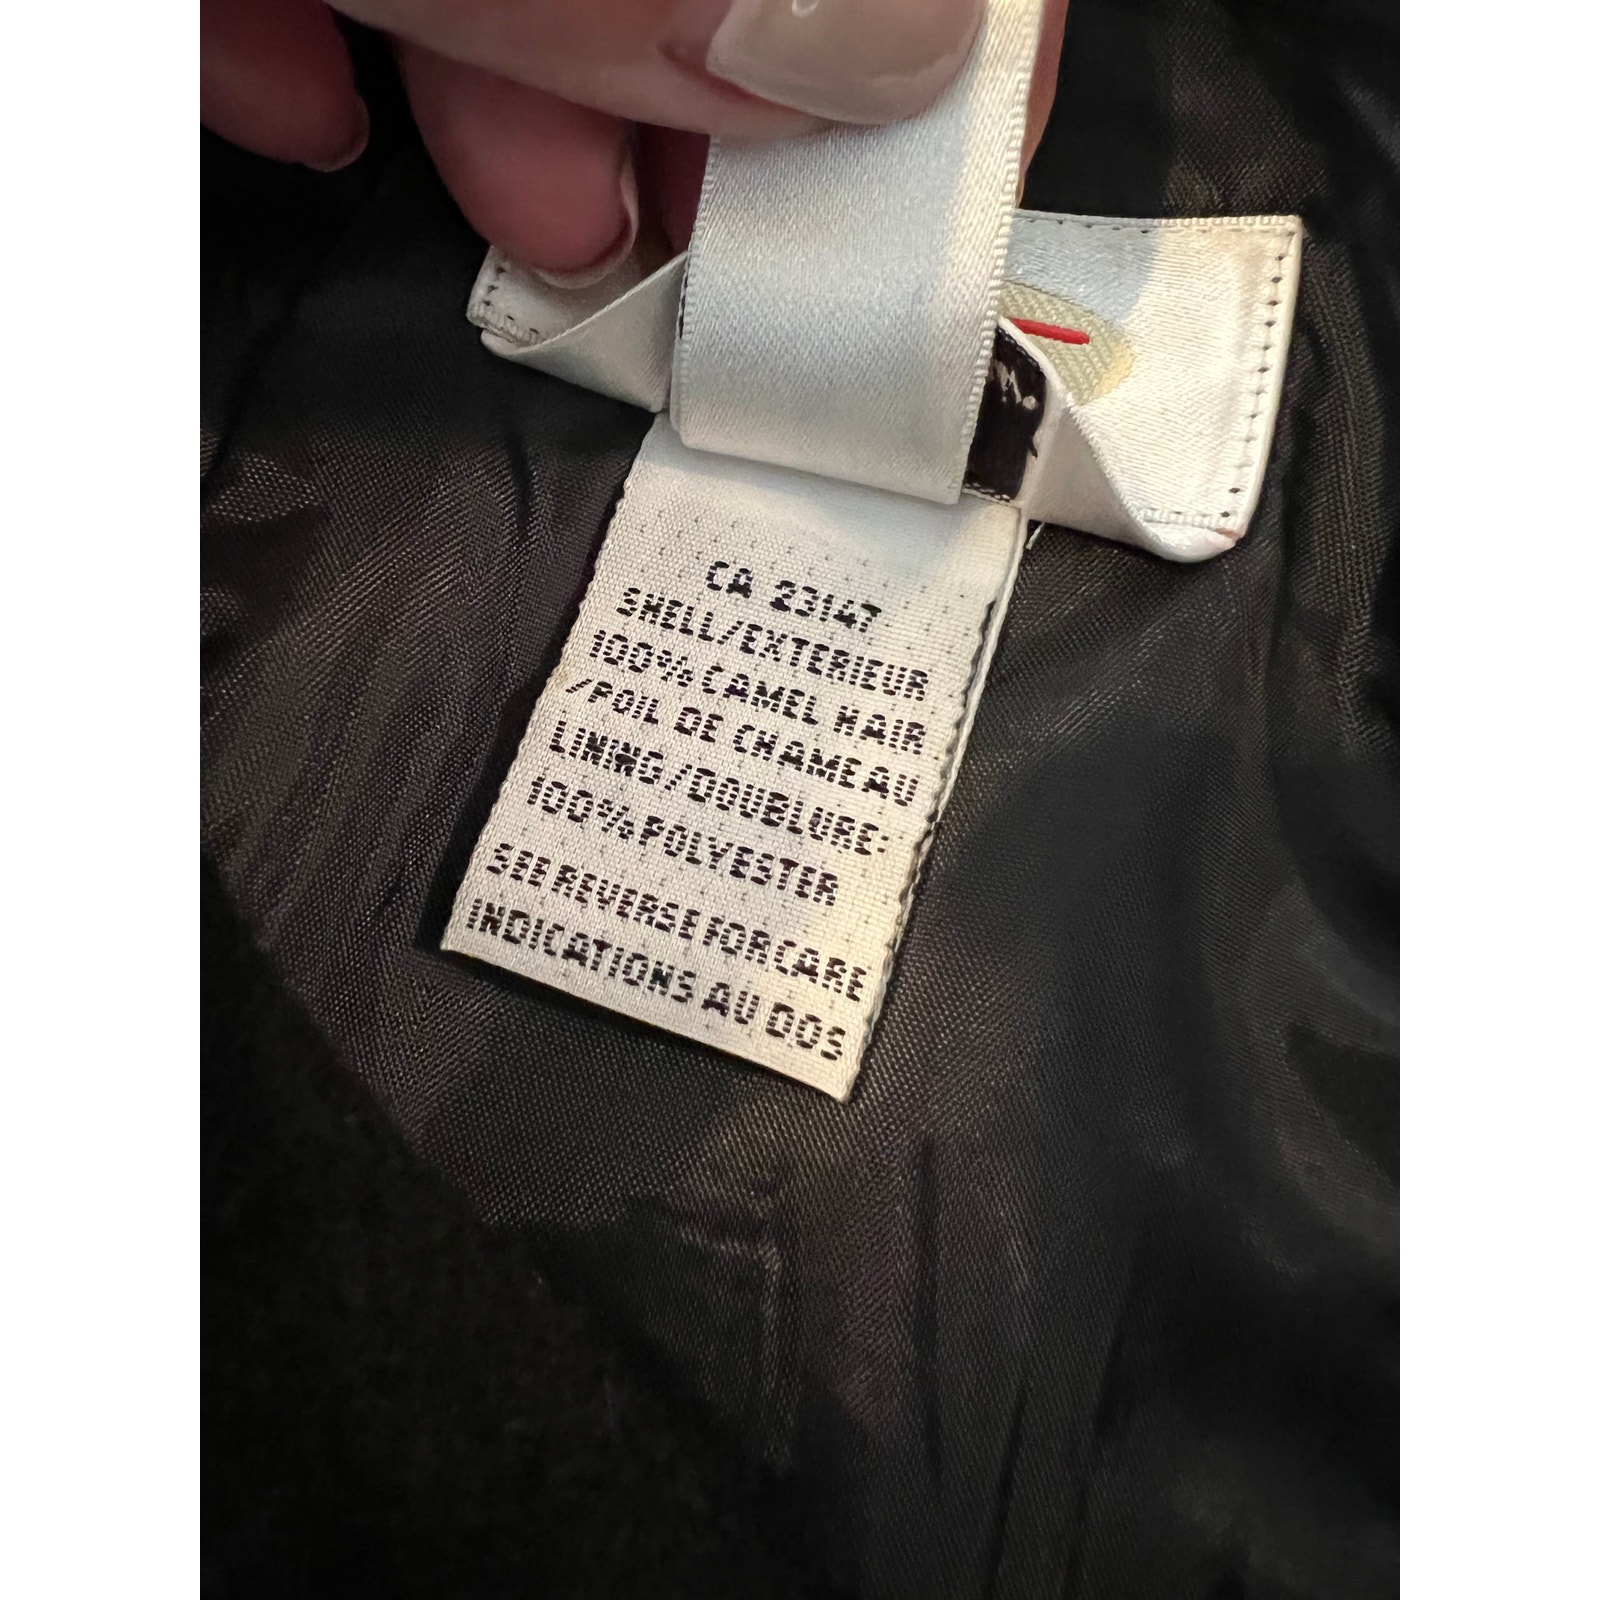 CA 23147
SHELL/EXTERIEUR
100% CAMEL HAIR
/POIL DE CHAMEAU
LINING/DOUBLURE:
100% POLYESTER
SEE REVERSE FOR CARE
INDICATIONS AU DOS